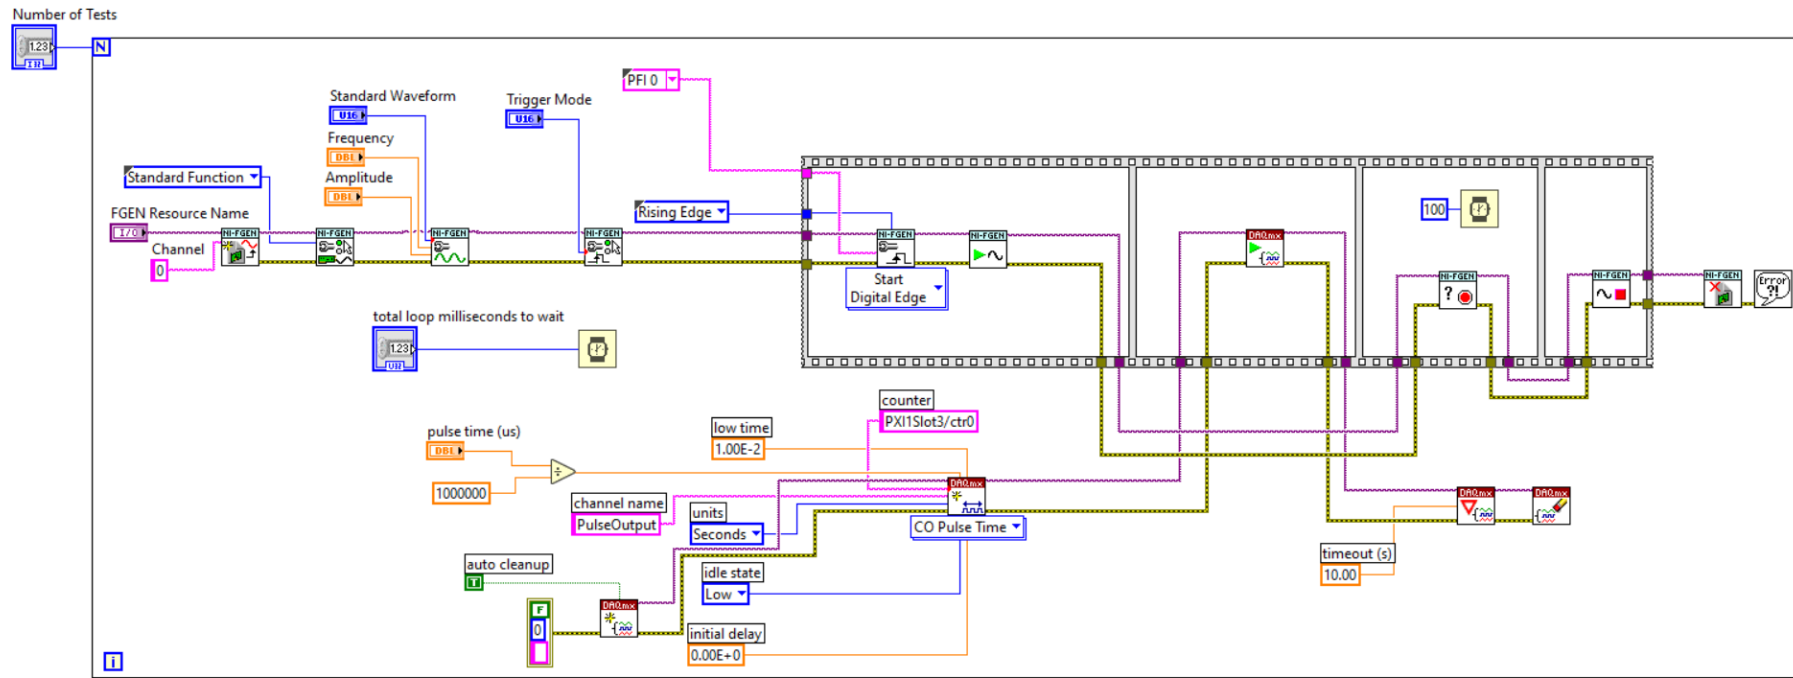 Number of Tests
1.23
N
PFI 0
Standard Waveform
U16
Trigger Mode
U16
Frequency
DBL
Standard Function
Amplitude
DBL
FGEN Resource Name
I/O
Channel
0
NI-FGEN
NI-FGEN
NI-FGEN
NI-FGEN
Rising Edge
NI-FGEN
NI-FGEN
Start
Digital Edge
DAQmx
100
NI-FGEN
?
NI-FGEN
NI-FGEN
Error
?!
total loop milliseconds to wait
1.23
counter
PXI1Slot3/ctr0
low time
1.00E-2
pulse time (us)
DBL
÷
1000000
channel name
PulseOutput
units
Seconds
DAQmx
CO Pulse Time
DAQmx
DAQmx
auto cleanup
T
idle state
Low
timeout (s)
10.00
F
0
DAQmx
initial delay
0.00E+0
i